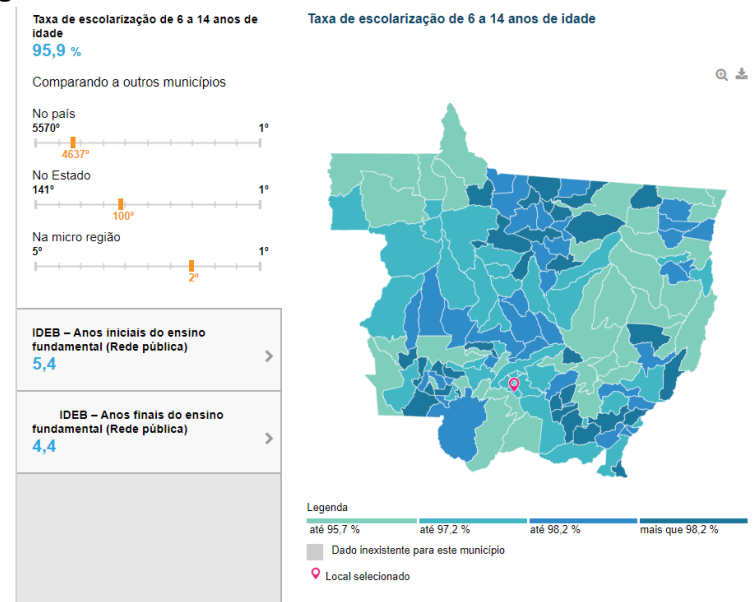 Taxa de escolarização de 6 a 14 anos de
idade
95,9 %
Comparando a outros municípios
No país
5570º 1º
4637º
No Estado
141º 1º
100º
Na micro região
5º 1º
2º
IDEB – Anos iniciais do ensino
fundamental (Rede pública)
5,4
IDEB – Anos finais do ensino
fundamental (Rede pública)
4,4
Taxa de escolarização de 6 a 14 anos de idade
Legenda
até 95,7 % até 97,2 % até 98,2 % mais que 98,2 %
Dado inexistente para este município
Local selecionado